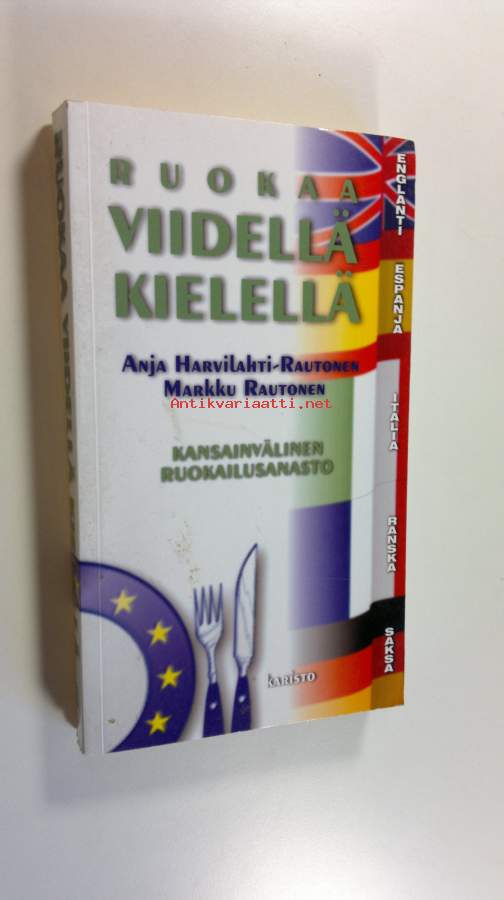 RUOKAA
VIIDELLÄ
KIELELLÄ
ANJA HARVILAHTI-RAUTONEN
MARKKU RAUTONEN
Antikvariaatti.net
KANSAINVÄLINEN
RUOKAILUSANASTO
KARISTO
ENGLANTI
ESPANJA
ITALIA
RANSKA
SAKSA